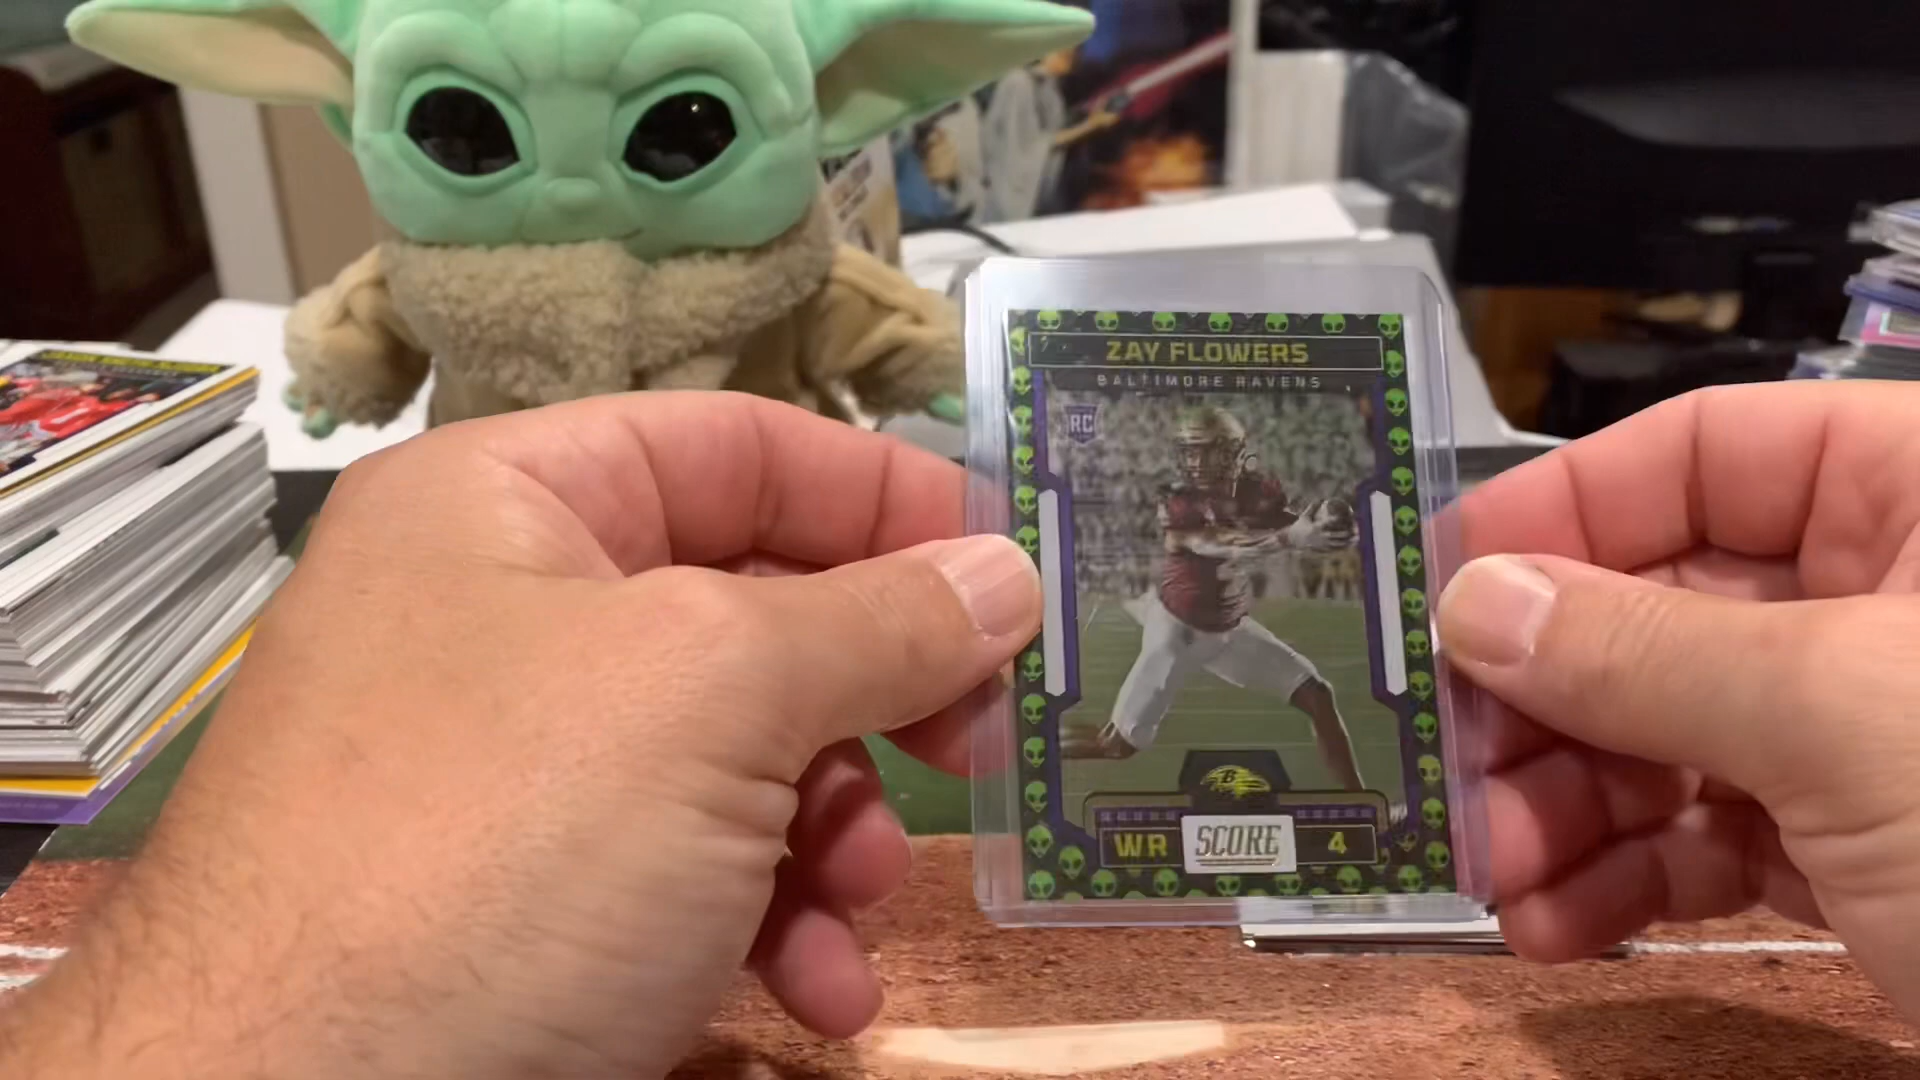 ZAY FLOWERS
BALTIMORE RAVENS
RC
B
WR SCORE 4